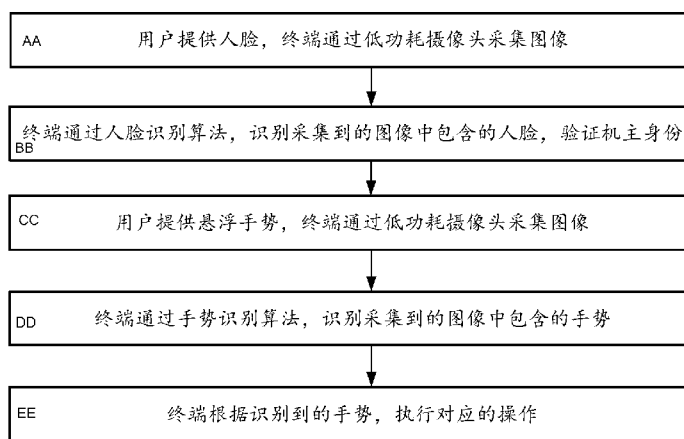 AA 用户提供人脸，终端通过低功耗摄像头采集图像
终端通过人脸识别算法，识别采集到的图像中包含的人脸，验证机主身份
BB
CC 用户提供悬浮手势，终端通过低功耗摄像头采集图像
DD 终端通过手势识别算法，识别采集到的图像中包含的手势
EE 终端根据识别到的手势，执行对应的操作